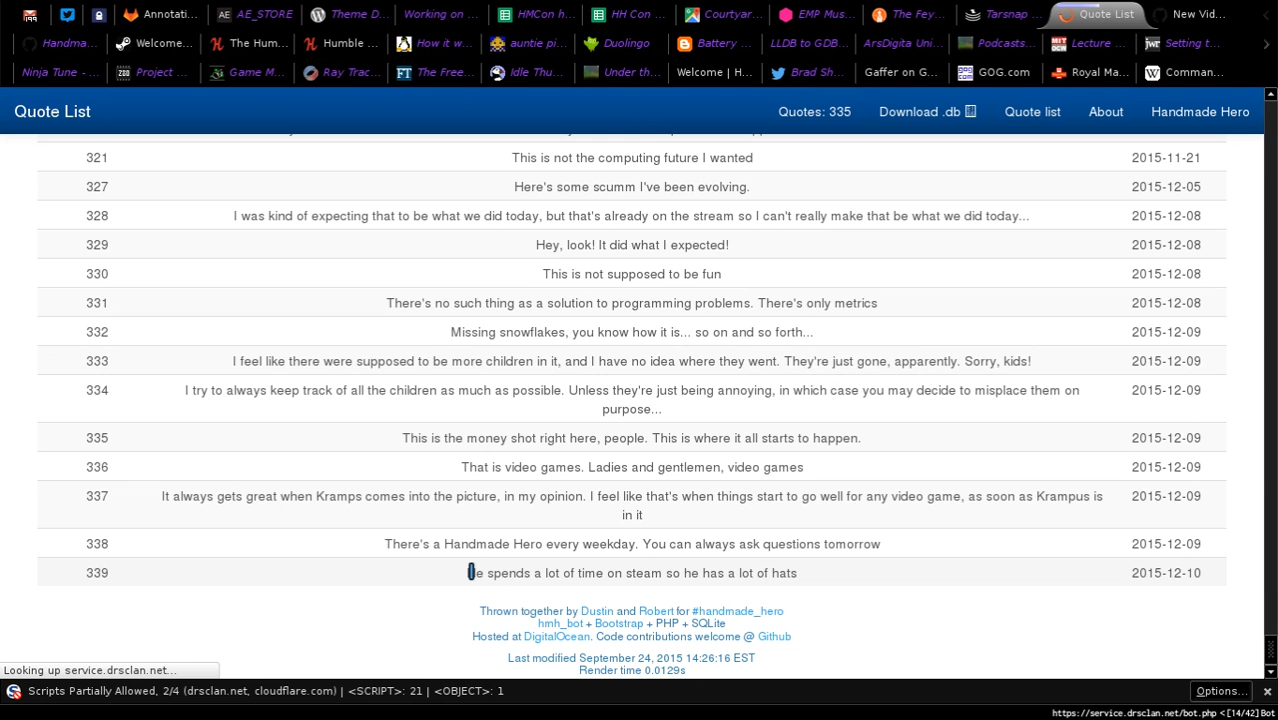 Annotati...
AE AE_STORE
Theme D...
Working on ...
HMCon h...
HH Con ...
Courtyar...
EMP Mus...
The Fey...
Tarsnap ...
Quote List
New Vid...
Handma...
Welcome...
The Hum...
Humble ...
How it w...
auntie pi...
Duolingo
Battery ...
LLDB to GDB...
ArsDigita Uni...
Podcasts...
Lecture ...
jwr Setting t...
Ninja Tune - ...
Project ...
Game M...
Ray Trac...
FT The Free...
Idle Thu...
Under th...
Welcome | H...
Brad Sh...
Gaffer on G...
GOG.com
Royal Ma...
W Comman...
Quote List Quotes: 335 Download .db Quote list About Handmade Hero
321 This is not the computing future I wanted 2015-11-21
327 Here's some scumm I've been evolving. 2015-12-05
328 I was kind of expecting that to be what we did today, but that's already on the stream so I can't really make that be what we did today... 2015-12-08
329 Hey, look! It did what I expected! 2015-12-08
330 This is not supposed to be fun 2015-12-08
331 There's no such thing as a solution to programming problems. There's only metrics 2015-12-08
332 Missing snowflakes, you know how it is... so on and so forth... 2015-12-09
333 I feel like there were supposed to be more children in it, and I have no idea where they went. They're just gone, apparently. Sorry, kids! 2015-12-09
334 I try to always keep track of all the children as much as possible. Unless they're just being annoying, in which case you may decide to misplace them on 2015-12-09
purpose...
335 This is the money shot right here, people. This is where it all starts to happen. 2015-12-09
336 That is video games. Ladies and gentlemen, video games 2015-12-09
337 It always gets great when Kramps comes into the picture, in my opinion. I feel like that's when things start to go well for any video game, as soon as Krampus is 2015-12-09
in it
338 There's a Handmade Hero every weekday. You can always ask questions tomorrow 2015-12-09
339 spends a lot of time on steam so he has a lot of hats 2015-12-10
Thrown together by Dustin and Robert for #handmade_hero
hmh_bot + Bootstrap + PHP + SQLite
Hosted at DigitalOcean. Code contributions welcome @ Github
Last modified September 24, 2015 14:26:16 EST
Render time 0.0129s
Looking up service.drsclan.net...
Scripts Partially Allowed, 2/4 (drsclan.net, cloudflare.com) | <SCRIPT>: 21 | <OBJECT>: 1 Options...
https://service.drsclan.net/bot.php <[14/42]Bot